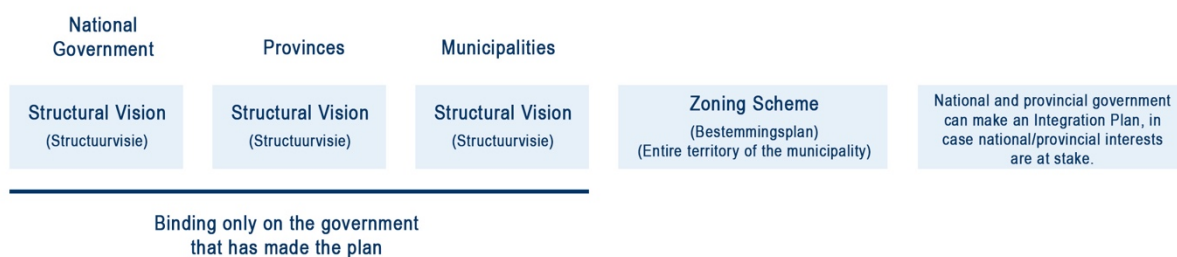 National
Government
Provinces
Municipalities
Structural Vision
(Structuurvisie)
Structural Vision
(Structuurvisie)
Structural Vision
(Structuurvisie)
Zoning Scheme
(Bestemmingsplan)
(Entire territory of the municipality)
National and provincial government
can make an Integration Plan, in
case national/provincial interests
are at stake.
Binding only on the government
that has made the plan